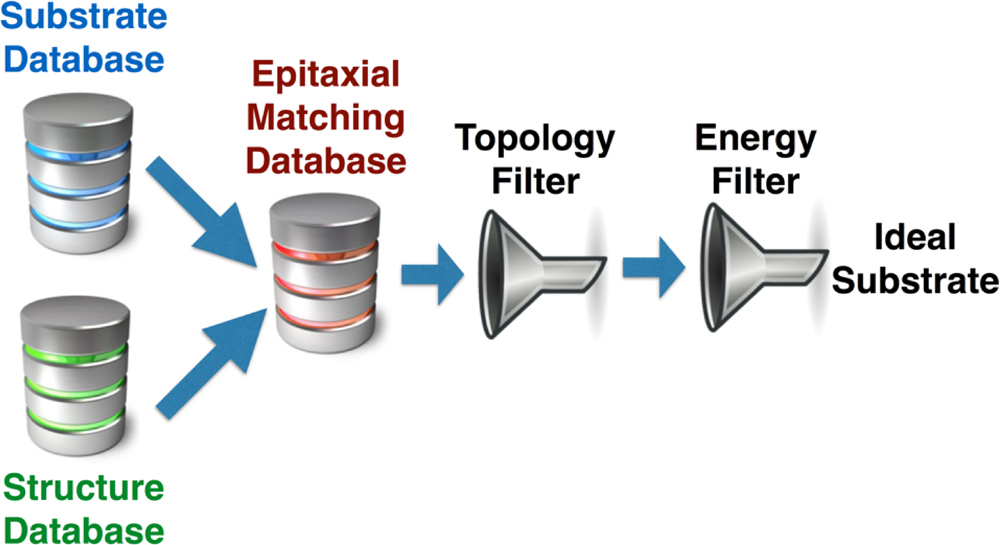 Substrate
Database
Epitaxial
Matching
Database
Topology
Filter
Energy
Filter
Ideal
Substrate
Structure
Database